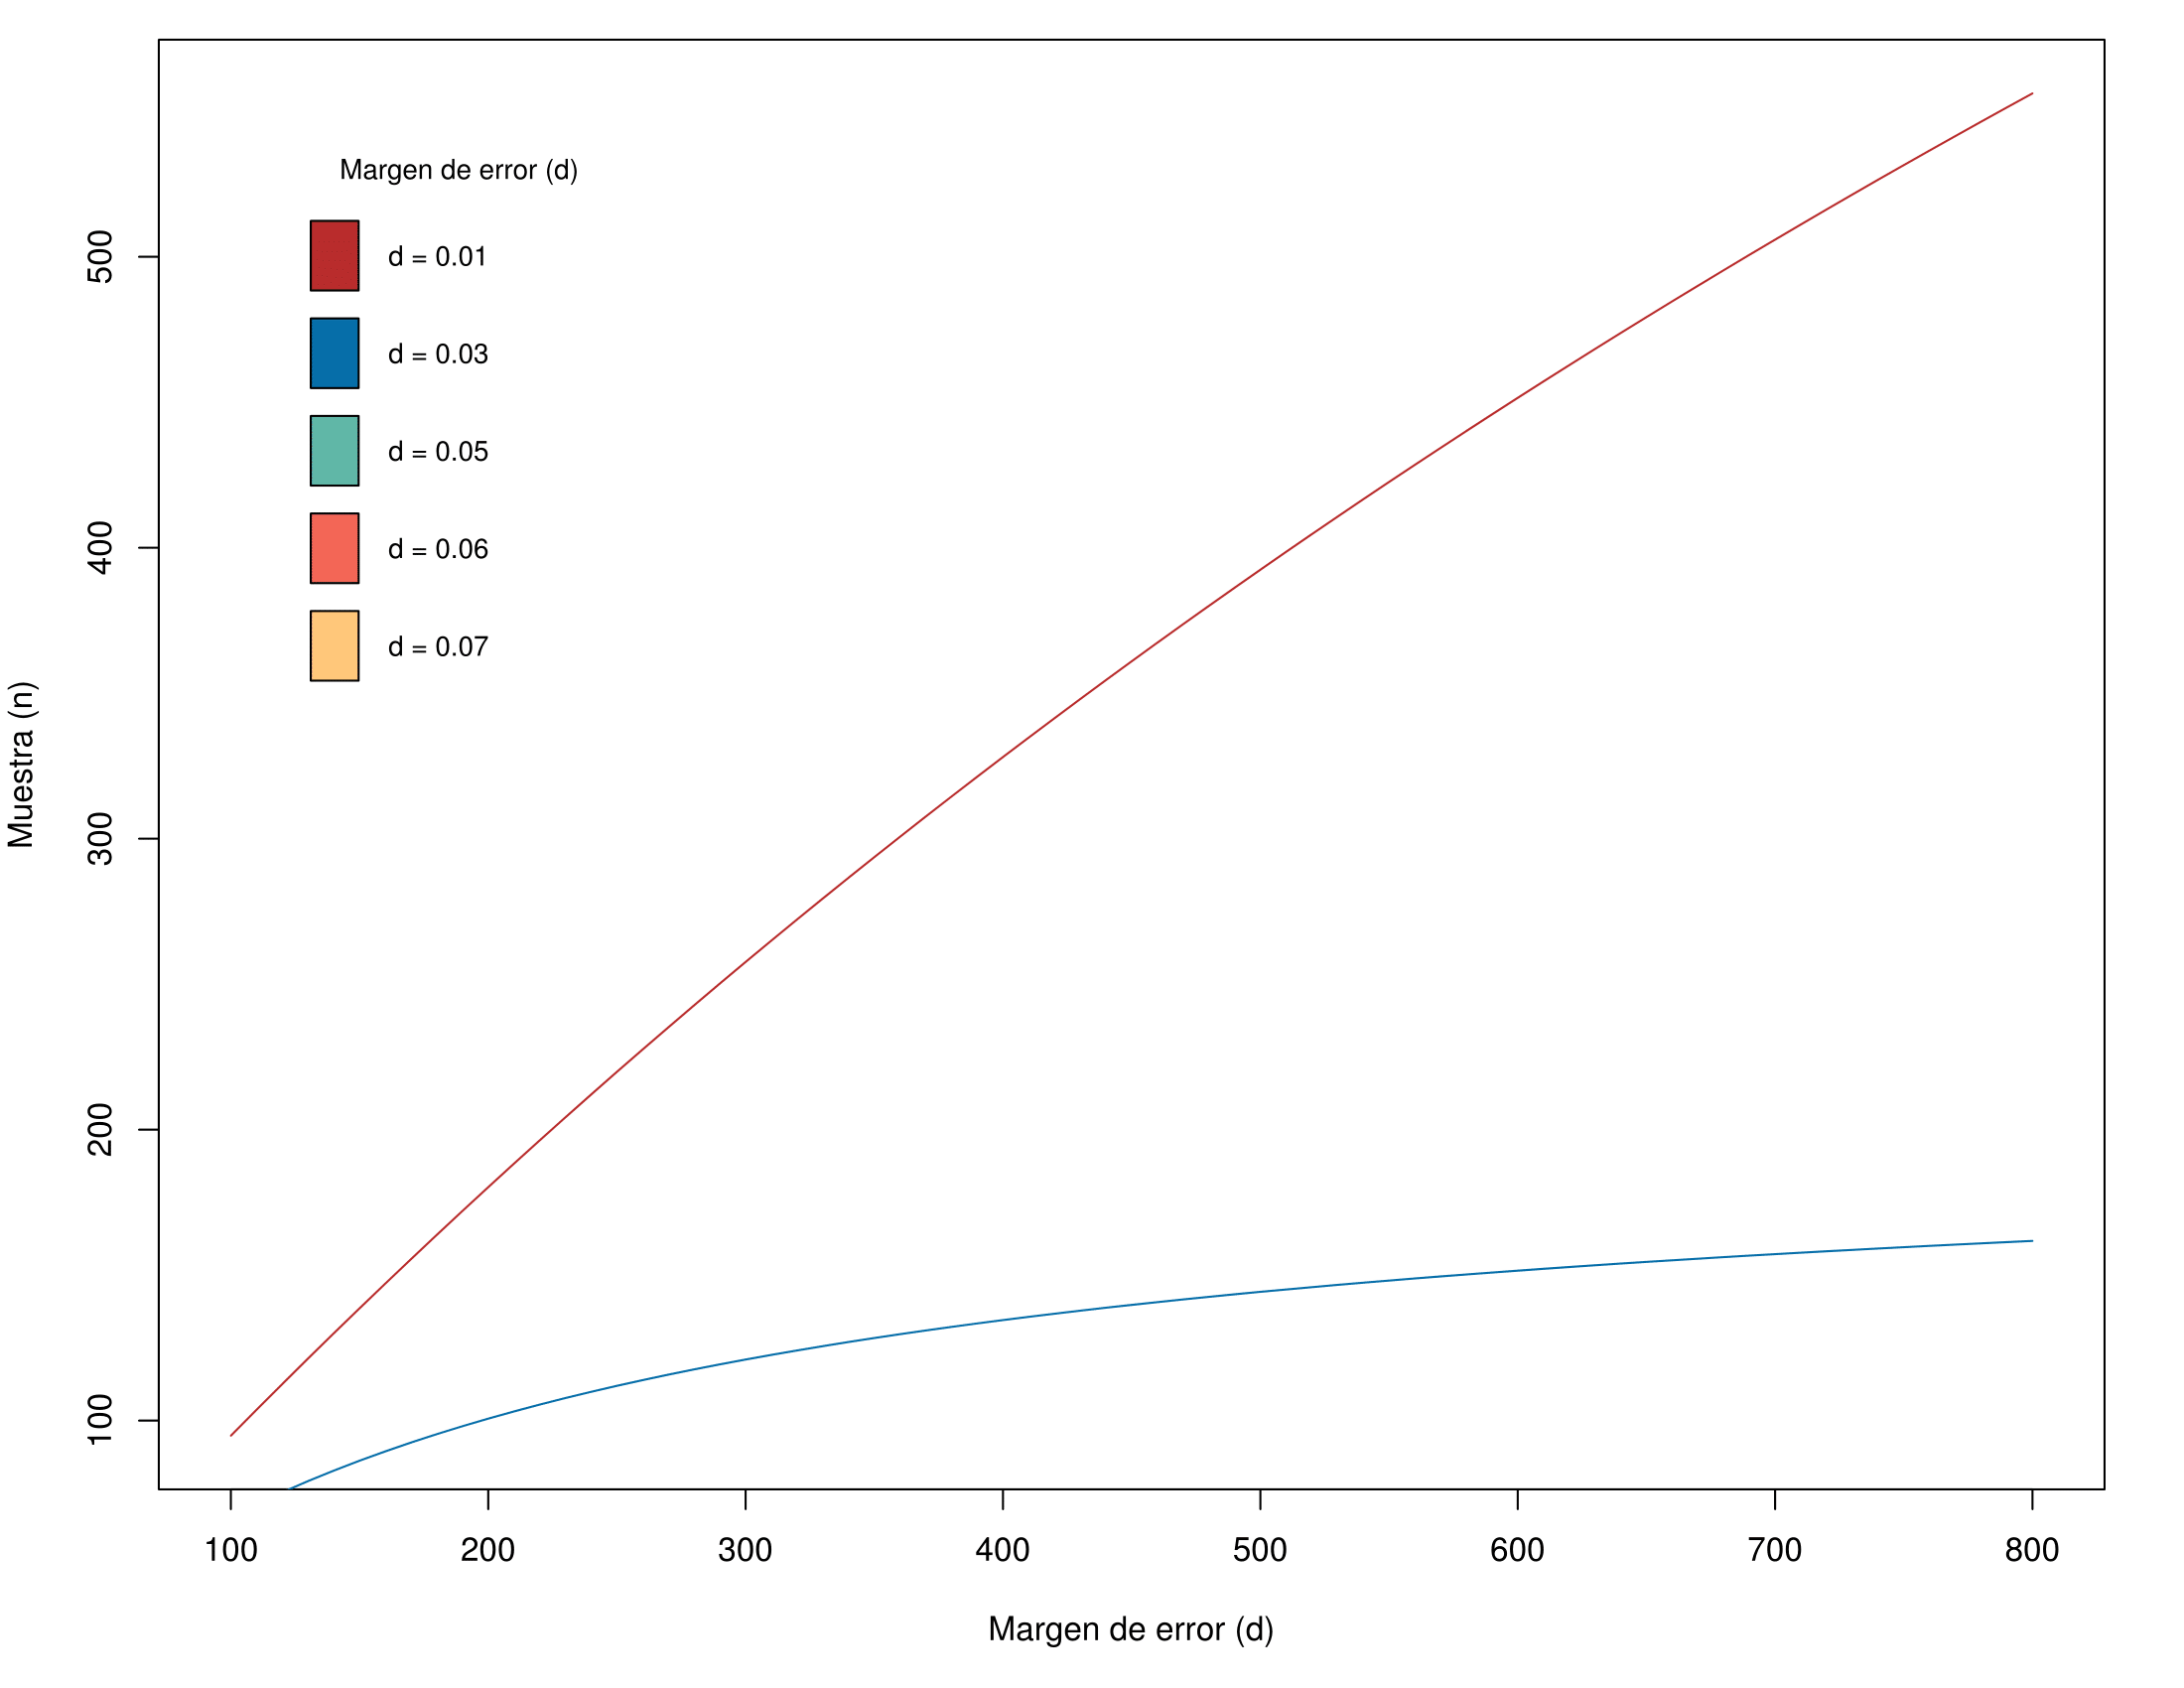 Margen de error (d)
d = 0.01
d = 0.03
d = 0.05
d = 0.06
d = 0.07
Muestra (n)
500
400
300
200
100
100 200 300 400 500 600 700 800
Margen de error (d)